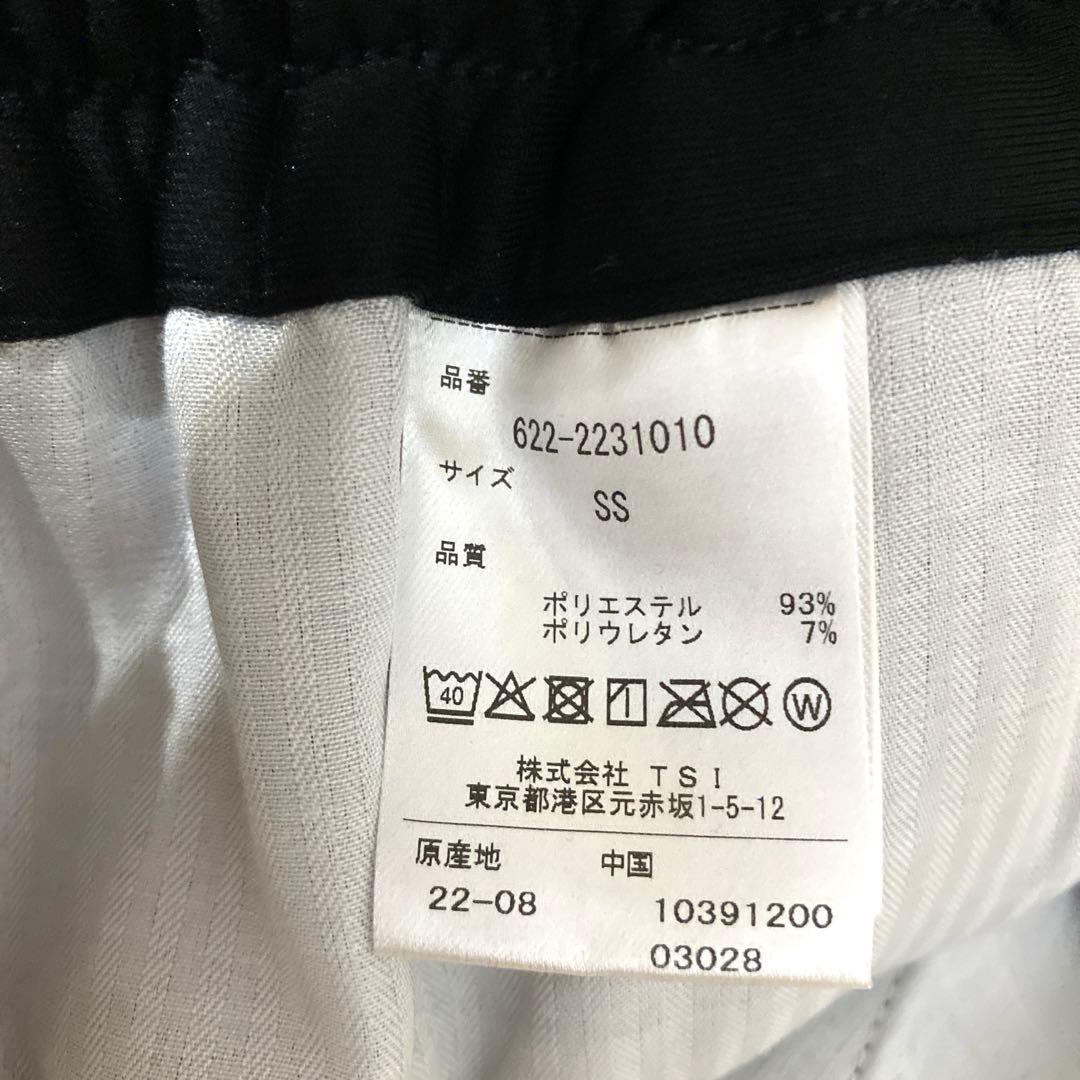 品番
622-2231010
サイズ
SS
品質
ポリエステル 93%
ポリウレタン 7%
40 W
株式会社 TSI
東京都港区元赤坂1-5-12
原産地 中国
22-08 10391200
03028